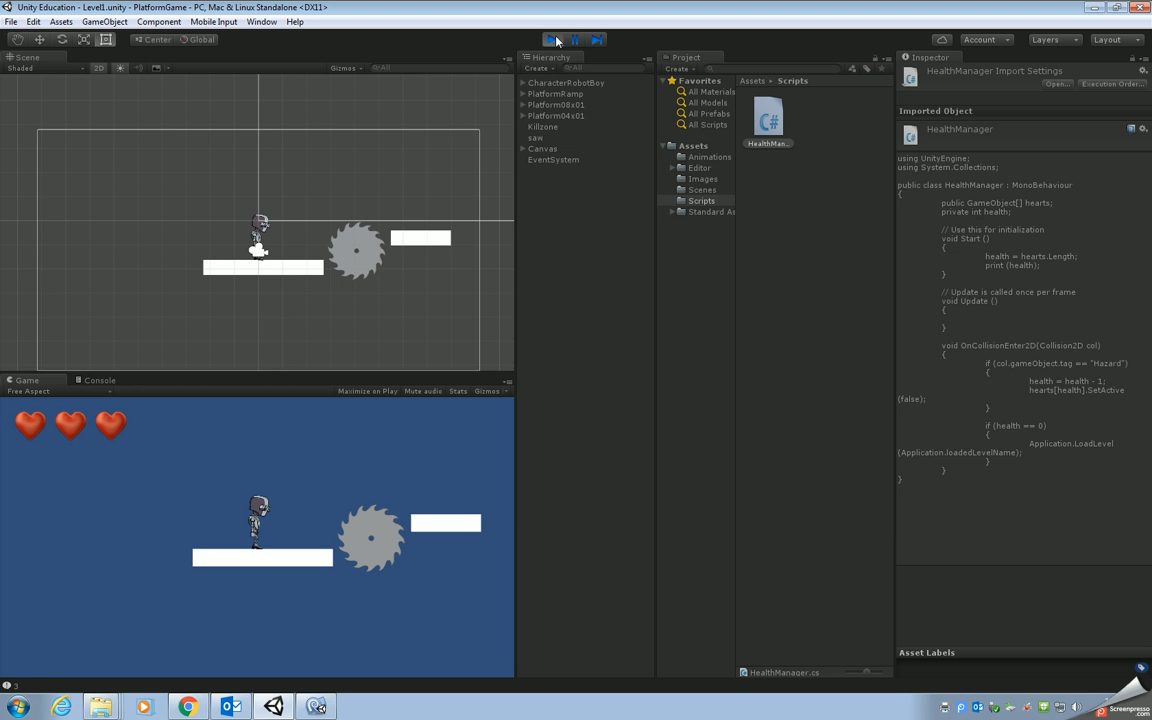 Unity Education - Level1.unity - PlatformGame - PC, Mac & Linux Standalone <DX11>
File Edit Assets GameObject Component Mobile Input Window Help
Center Global
Account Layers Layout
Scene
Shaded 2D Gizmos All
Hierarchy
Create All
CharacterRobotBoy
PlatformRamp
Platform08x01
Platform04x01
Killzone
saw
Canvas
EventSystem
Project
Create
Favorites
All Materials
All Models
All Prefabs
All Scripts
Assets
Animations
Editor
Images
Scenes
Scripts
Standard As
Assets Scripts
C#
HealthMan...
HealthManager.cs
Inspector
HealthManager Import Settings
Open... Execution Order...
Imported Object
HealthManager
using UnityEngine;
using System.Collections;
public class HealthManager : MonoBehaviour
{
public GameObject[] hearts;
private int health;
// Use this for initialization
void Start ()
{
health = hearts.Length;
print (health);
}
// Update is called once per frame
void Update ()
{
}
void OnCollisionEnter2D(Collision2D col)
{
if (col.gameObject.tag == "Hazard")
{
health = health - 1;
hearts[health].SetActive
(false);
}
if (health == 0)
{
Application.LoadLevel
(Application.loadedLevelName);
}
}
}
Asset Labels
Game Console
Free Aspect Maximize on Play Mute audio Stats Gizmos
3
Screenpresso.com